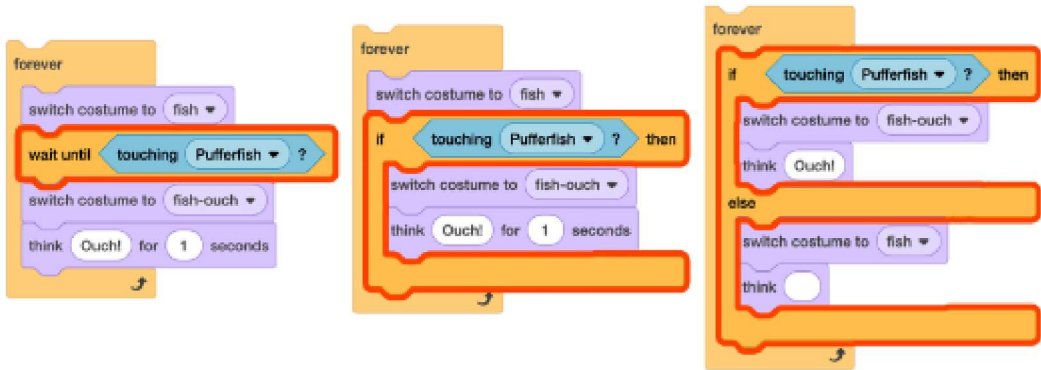 forever
switch costume to fish
wait until touching Pufferfish ?
switch costume to fish-ouch
think Ouch! for 1 seconds
forever
switch costume to fish
if touching Pufferfish ? then
switch costume to fish-ouch
think Ouch! for 1 seconds
forever
if touching Pufferfish ? then
switch costume to fish-ouch
think Ouch!
else
switch costume to fish
think